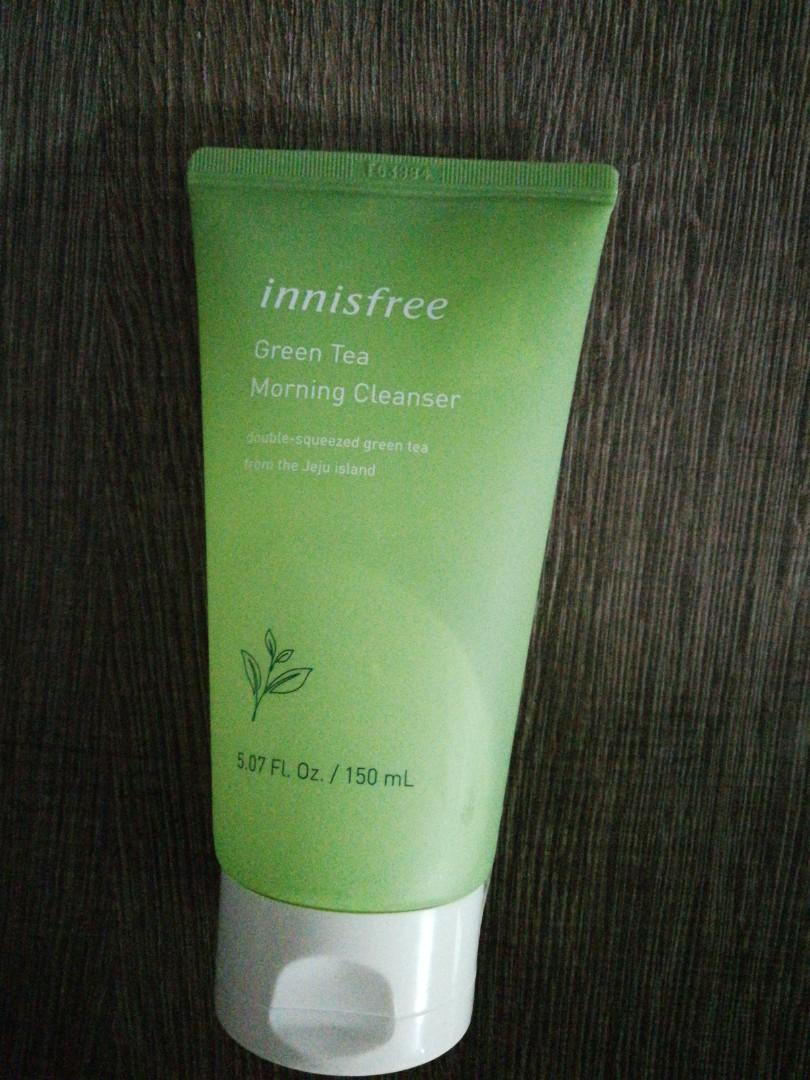 innisfree
Green Tea
Morning Cleanser
double-squeezed green tea
from the Jeju island
5.07 Fl. Oz. / 150 mL